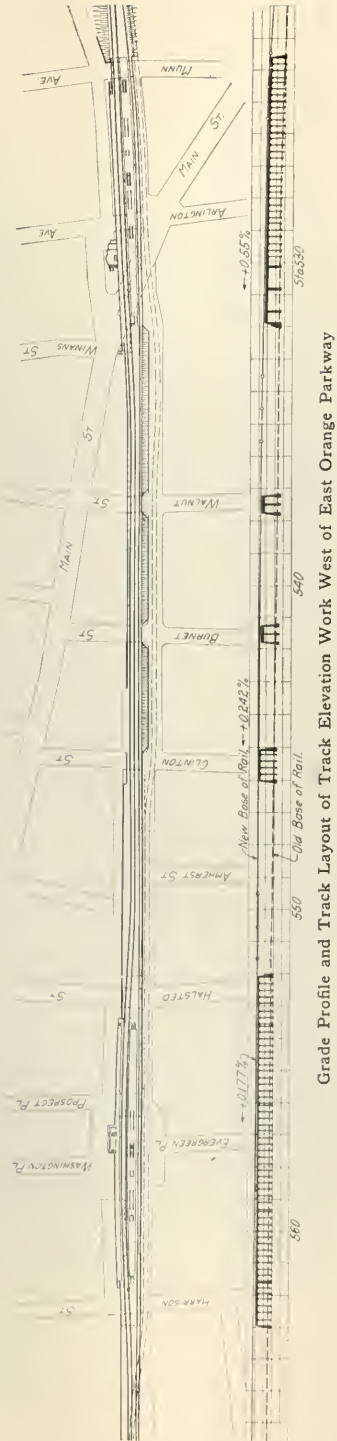 AVE
MUNN
MAIN
ST.
AVE
ARLINGTON
ST
WINANS
MAIN
ST
ST
WALNUT
ST
BURNET
ST
CLINTON
AMHERST ST
ST
HALSTED
PROSPECT PL
EVERGREEN PL
WASHINGTON PL
ST
HARRISON
+0.55%
Sta 530
540
+0.242%
New Base of Rail.
Old Base of Rail.
550
+0.177%
560
Grade Profile and Track Layout of Track Elevation Work West of East Orange Parkway